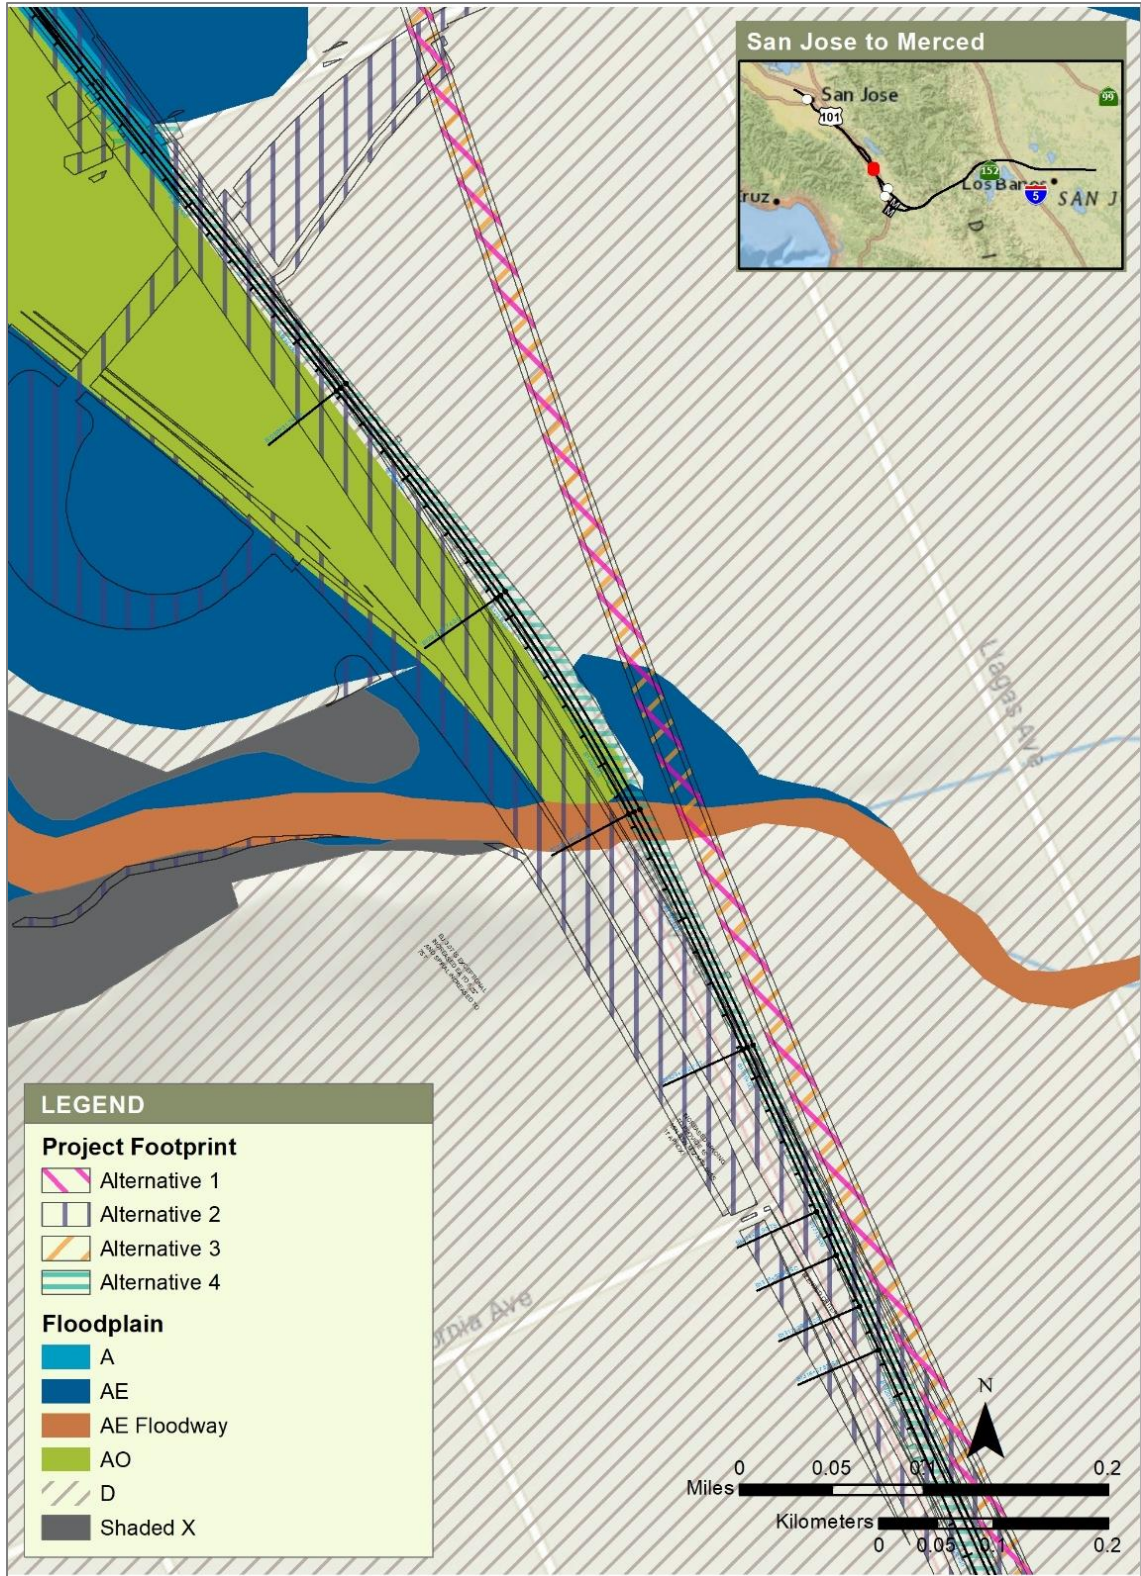 San Jose to Merced
San Jose
99
101
152
Los Banos
5
SAN J
ruz
D I
Llagas Ave
ornia Ave
LEGEND
Project Footprint
Alternative 1
Alternative 2
Alternative 3
Alternative 4
Floodplain
A
AE
AE Floodway
AO
D
Shaded X
N
0 0.05 0.1 0.2
Miles
Kilometers
0 0.05 0.1 0.2